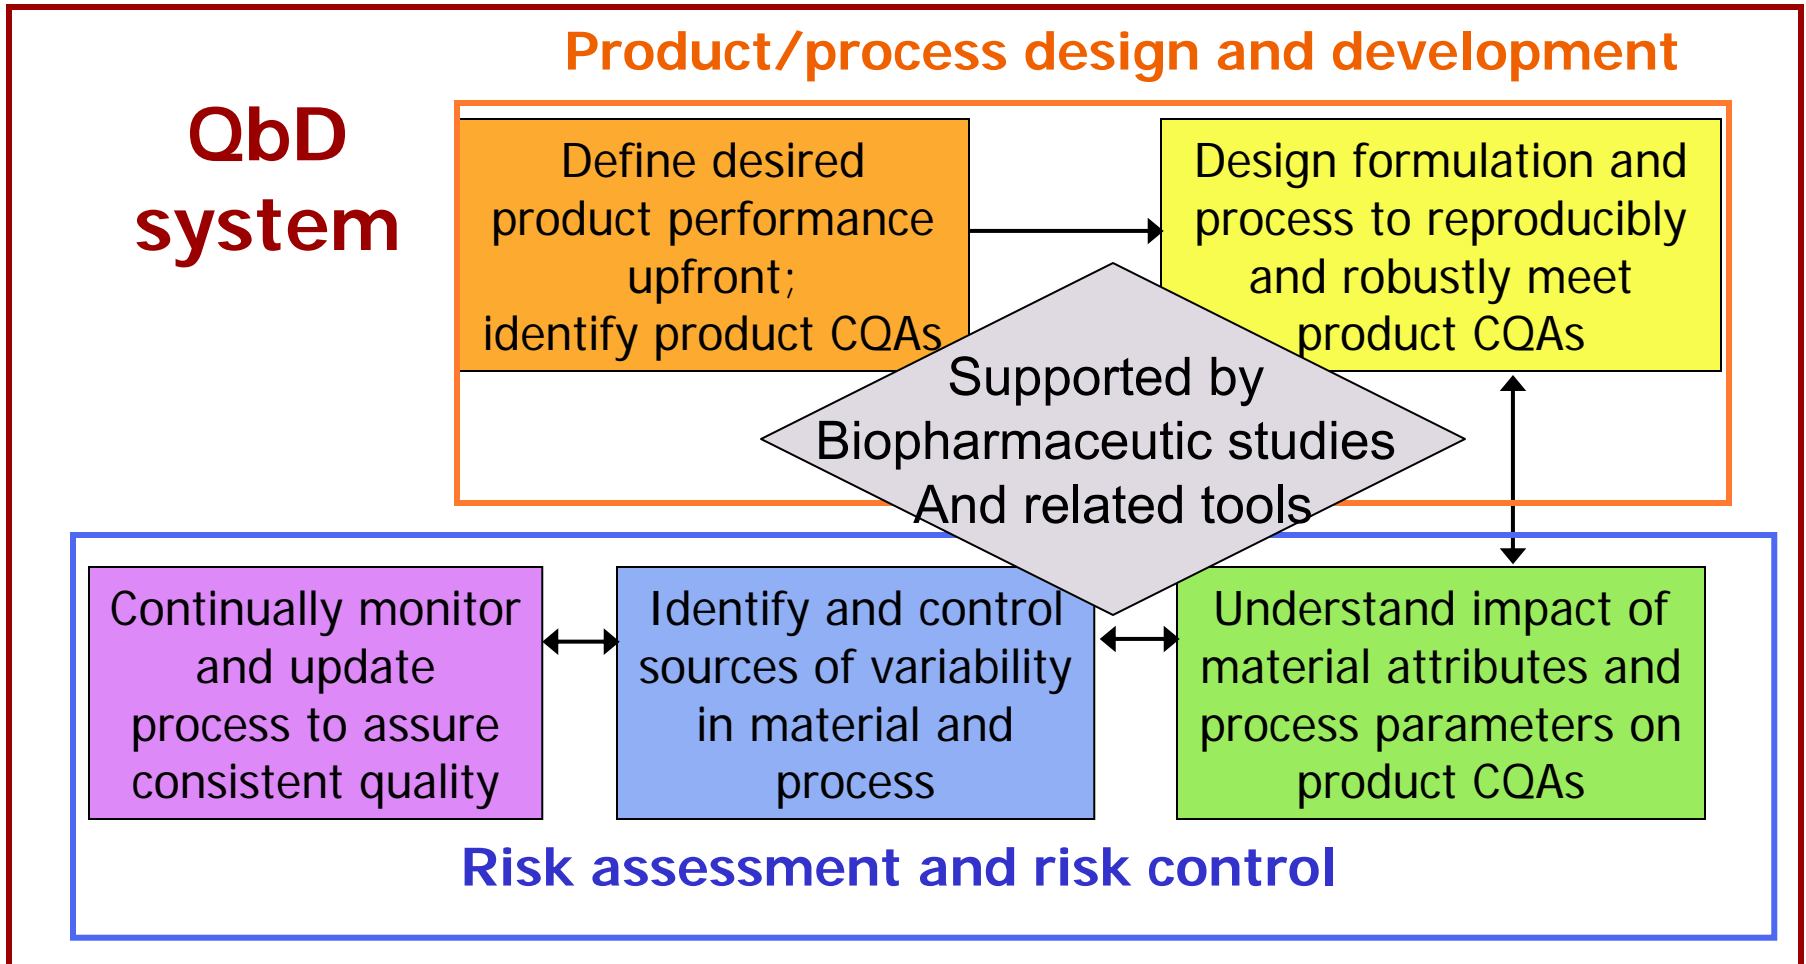 Product/process design and development
QbD
system
Define desired
product performance
upfront;
identify product CQAs
Design formulation and
process to reproducibly
and robustly meet
product CQAs
Supported by
Biopharmaceutic studies
And related tools
Continually monitor
and update
process to assure
consistent quality
Identify and control
sources of variability
in material and
process
Understand impact of
material attributes and
process parameters on
product CQAs
Risk assessment and risk control